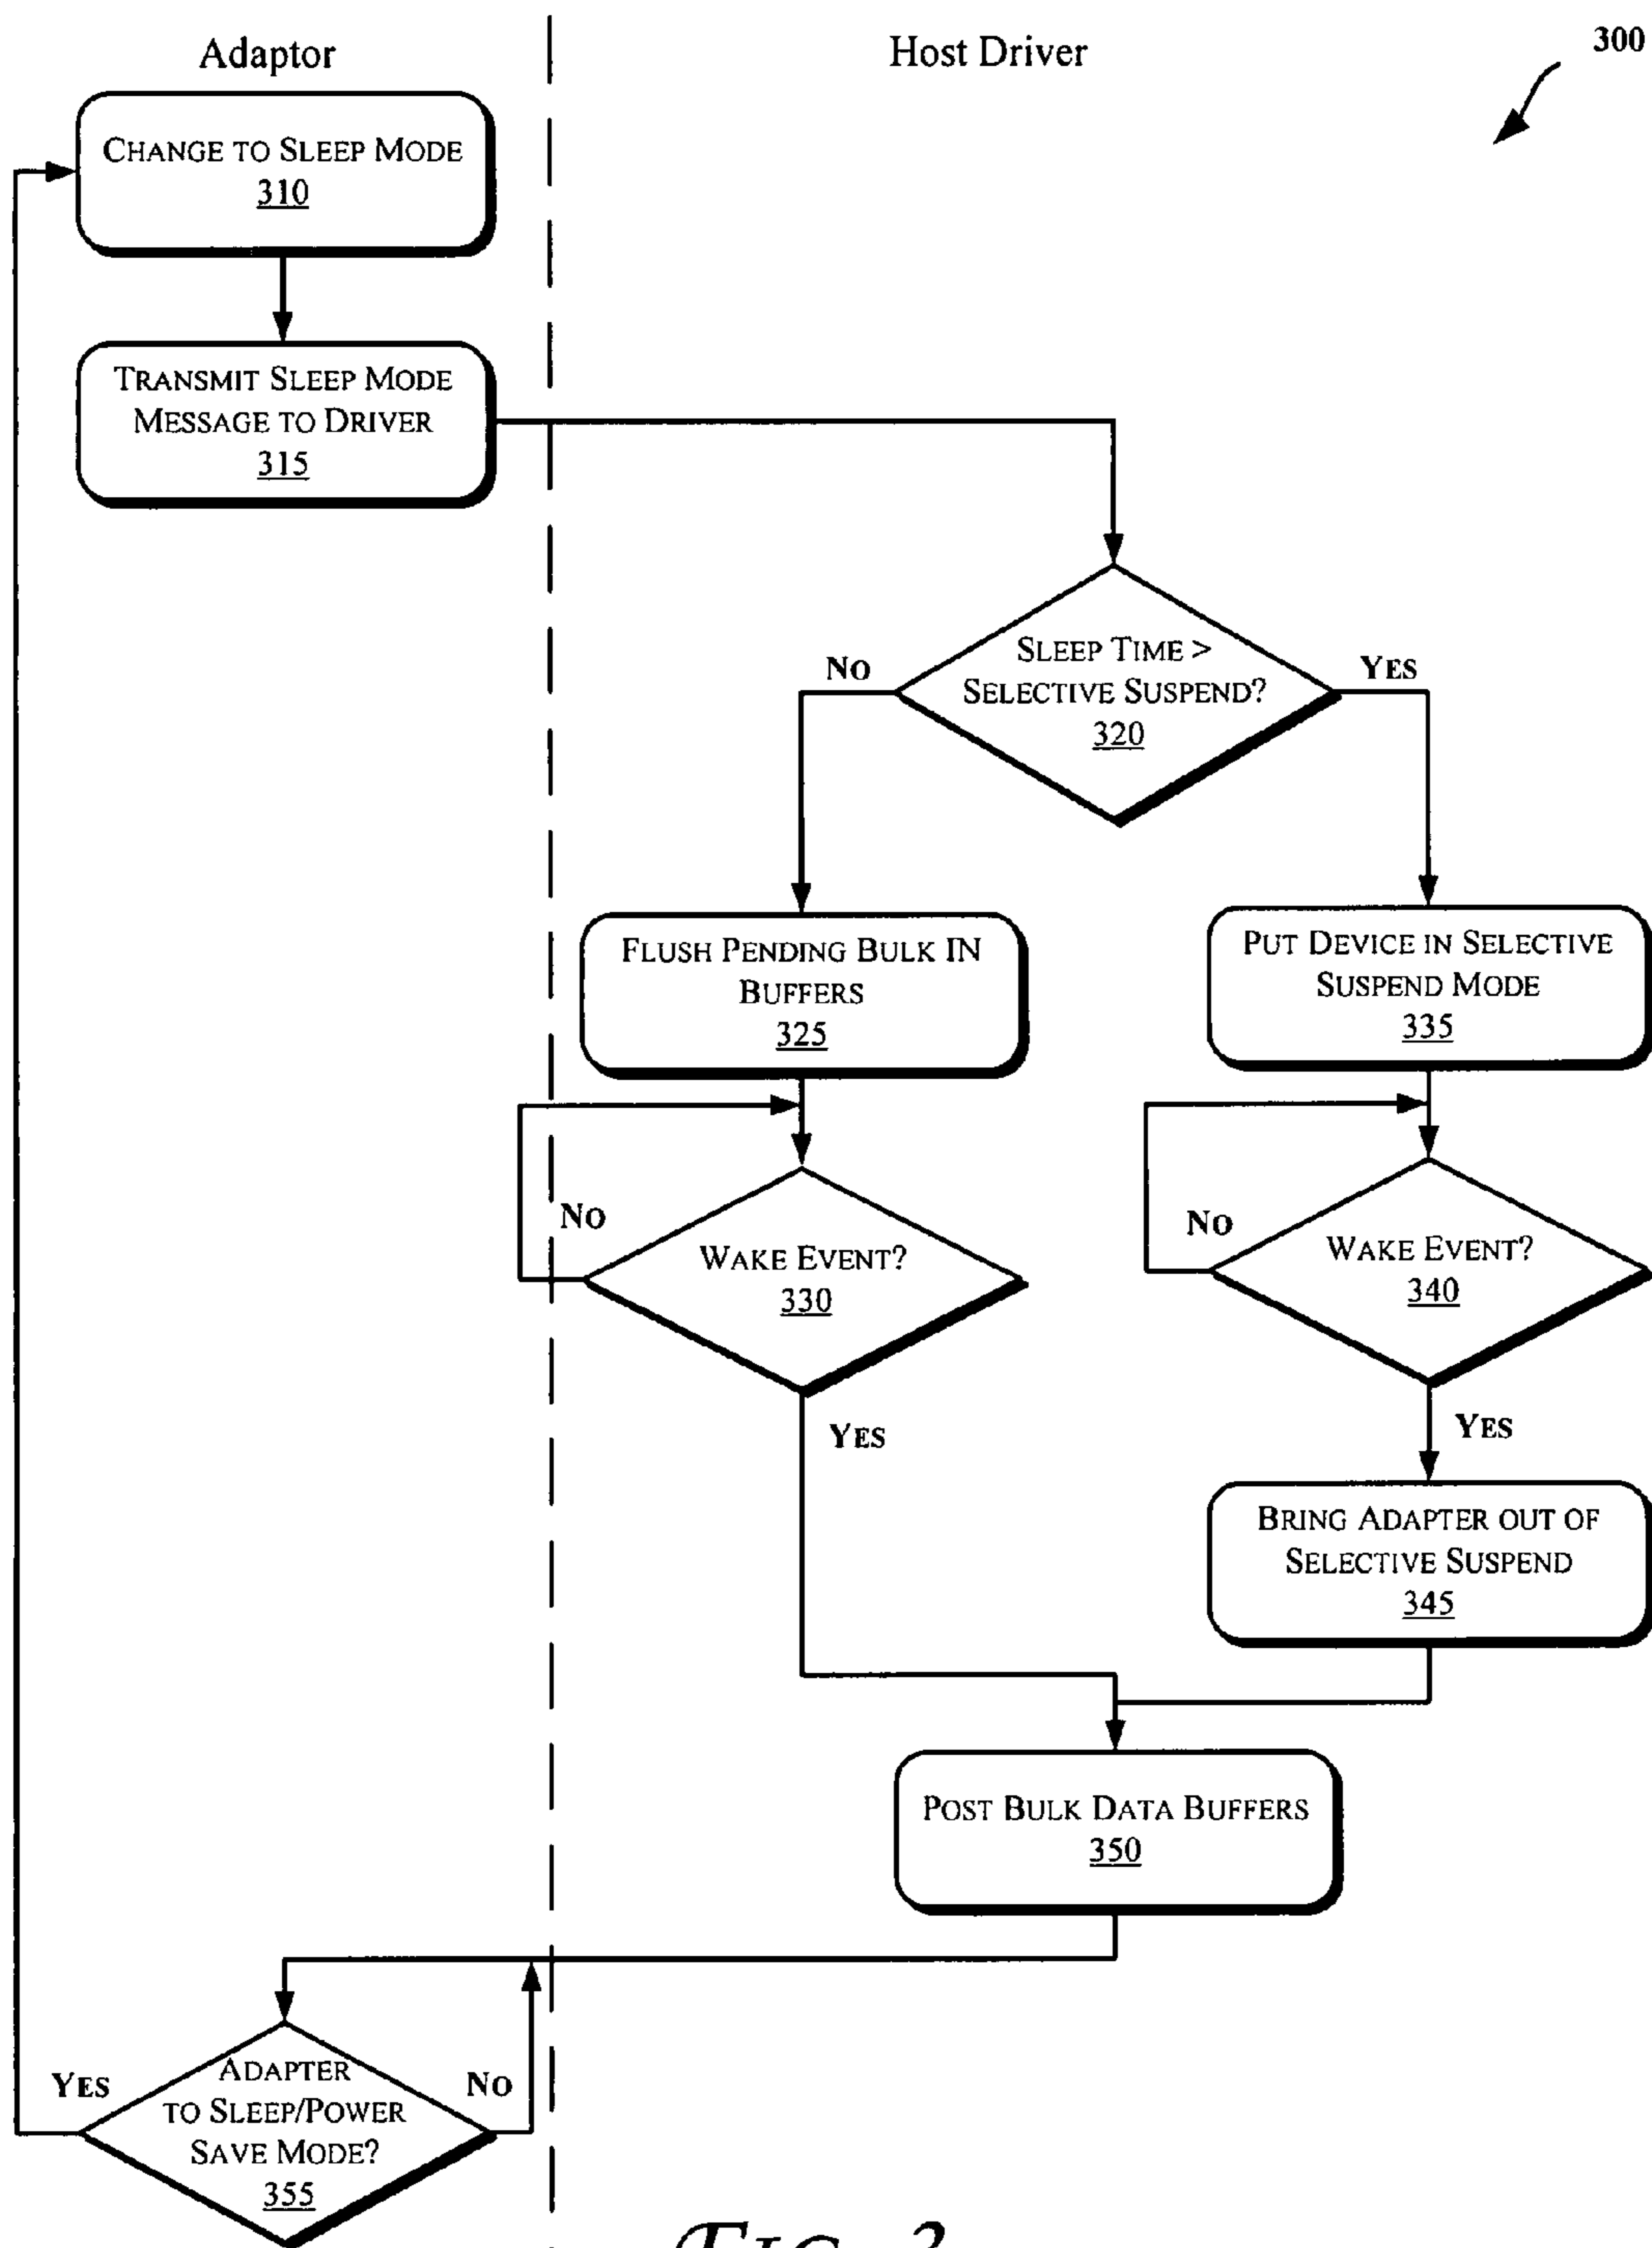 Adaptor
Host Driver
300
CHANGE TO SLEEP MODE
310
TRANSMIT SLEEP MODE
MESSAGE TO DRIVER
315
SLEEP TIME >
SELECTIVE SUSPEND?
320
NO
YES
FLUSH PENDING BULK IN
BUFFERS
325
PUT DEVICE IN SELECTIVE
SUSPEND MODE
335
NO
WAKE EVENT?
330
YES
NO
WAKE EVENT?
340
YES
BRING ADAPTER OUT OF
SELECTIVE SUSPEND
345
POST BULK DATA BUFFERS
350
YES
ADAPTER
TO SLEEP/POWER
SAVE MODE?
355
NO
FIG. 3